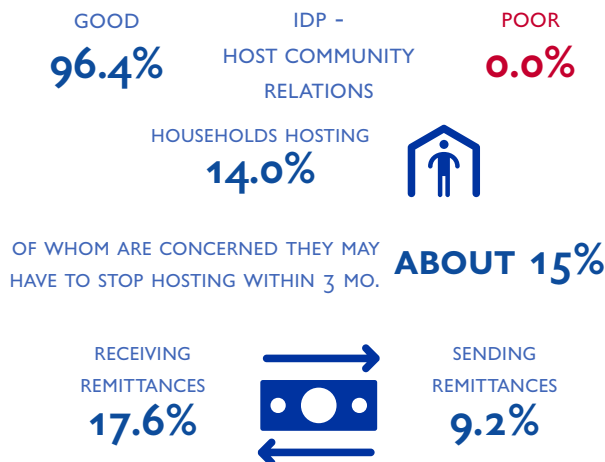 GOOD
96.4%
IDP -
HOST COMMUNITY
RELATIONS
POOR
0.0%
HOUSEHOLDS HOSTING
14.0%
OF WHOM ARE CONCERNED THEY MAY
HAVE TO STOP HOSTING WITHIN 3 MO.
ABOUT 15%
RECEIVING
REMITTANCES
17.6%
SENDING
REMITTANCES
9.2%